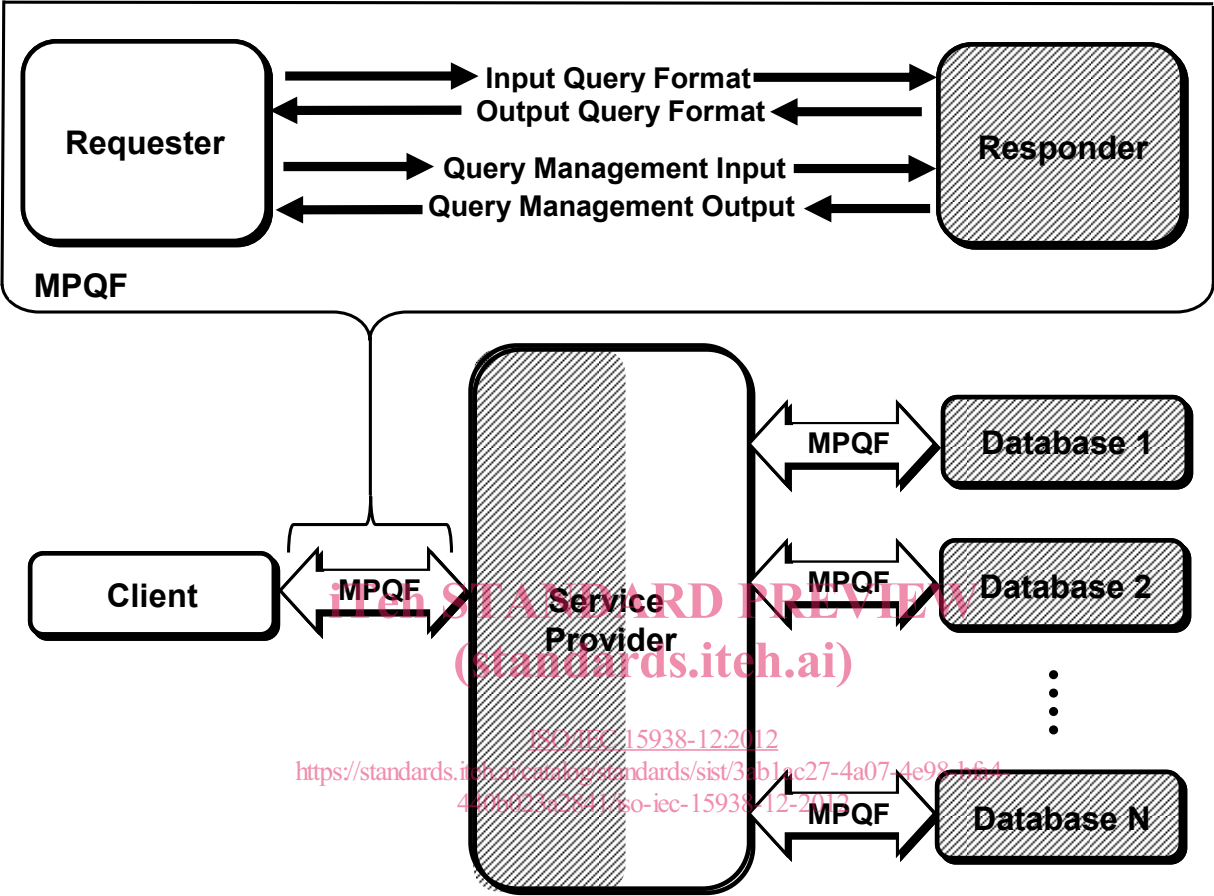 Input Query Format
Output Query Format
Requester
Responder
Query Management Input
Query Management Output
MPQF
MPQF
Database 1
Client
MPQF
Service
Provider
MPQF
Database 2
iTeh STANDARD PREVIEW
(standards.iteh.ai)
ISO/IEC 15938-12:2012
https://standards.iteh.ai/catalog/standards/sist/3ab1ac27-4a07-4e98-bfa4-
440b023a2841/iso-iec-15938-12-2012
MPQF
Database N